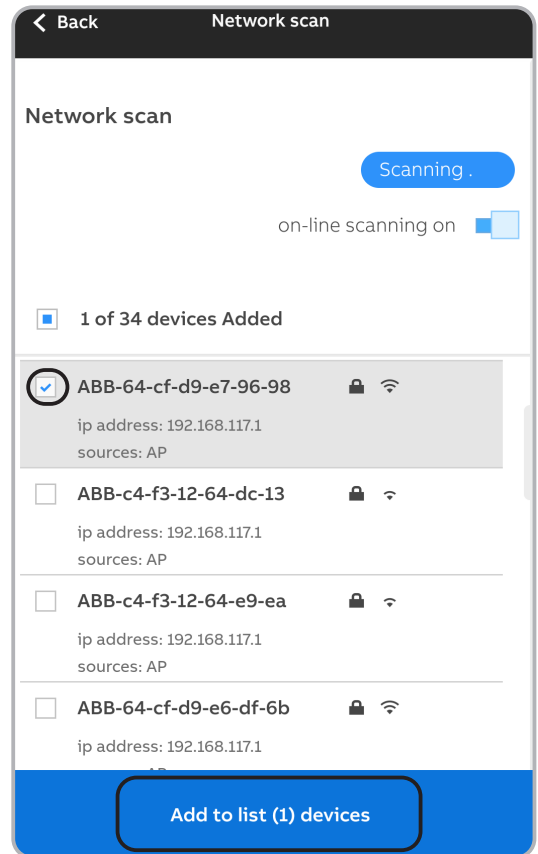 Back Network scan
Network scan
Scanning .
on-line scanning on
1 of 34 devices Added
ABB-64-cf-d9-e7-96-98
ip address: 192.168.117.1
sources: AP
ABB-c4-f3-12-64-dc-13
ip address: 192.168.117.1
sources: AP
ABB-c4-f3-12-64-e9-ea
ip address: 192.168.117.1
sources: AP
ABB-64-cf-d9-e6-df-6b
ip address: 192.168.117.1
Add to list (1) devices